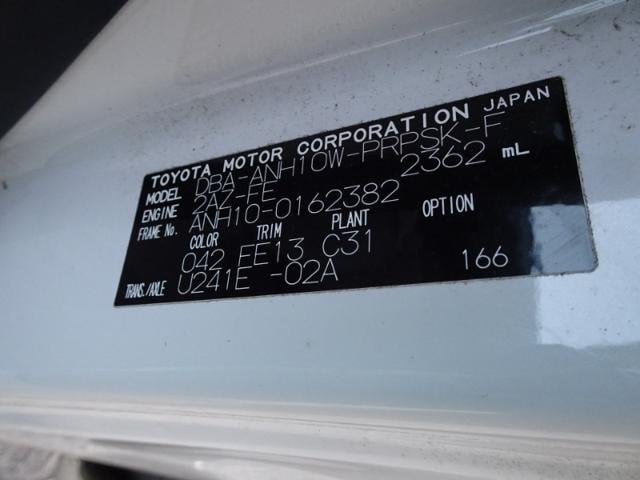 TOYOTA MOTOR CORPORATION JAPAN
MODEL DBA-ANH10W-PRPSK-F
ENGINE 2AZ-FE 2362 mL
FRAME No. ANH10-0162382
COLOR TRIM PLANT OPTION
042 FE13 C31
TRANS./AXLE U241E -02A 166